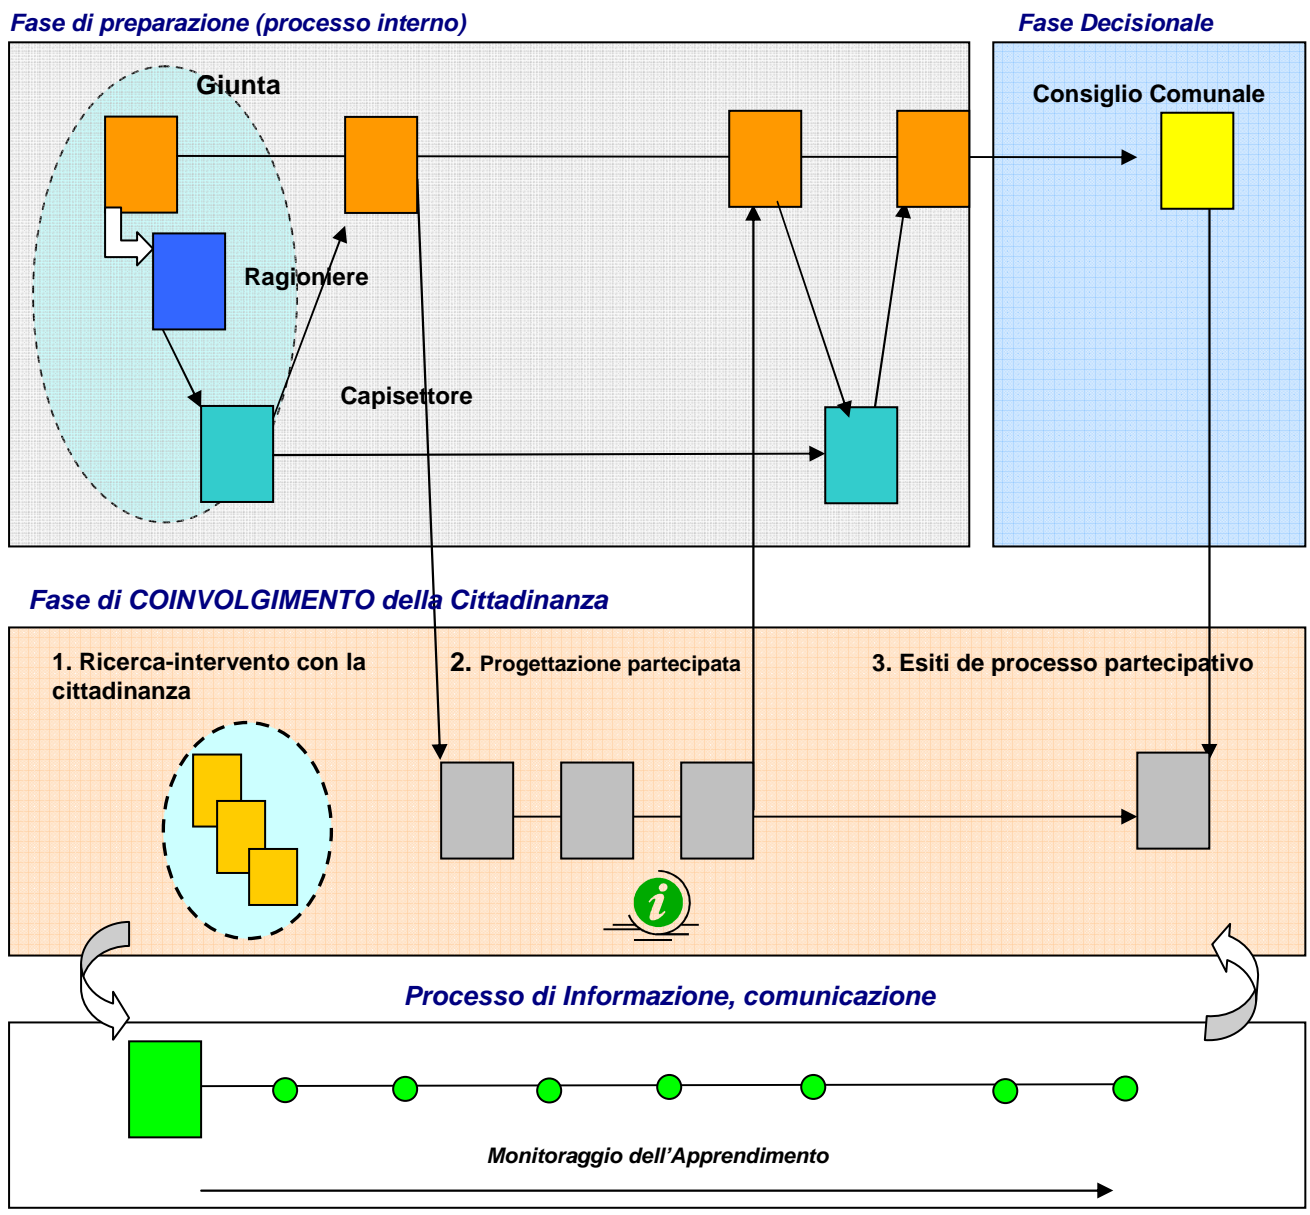 Fase di preparazione (processo interno)
Fase Decisionale
Giunta
Consiglio Comunale
Ragioniere
Capisettore
Fase di COINVOLGIMENTO della Cittadinanza
1. Ricerca-intervento con la
cittadinanza
2. Progettazione partecipata
3. Esiti de processo partecipativo
i
Processo di Informazione, comunicazione
Monitoraggio dell'Apprendimento